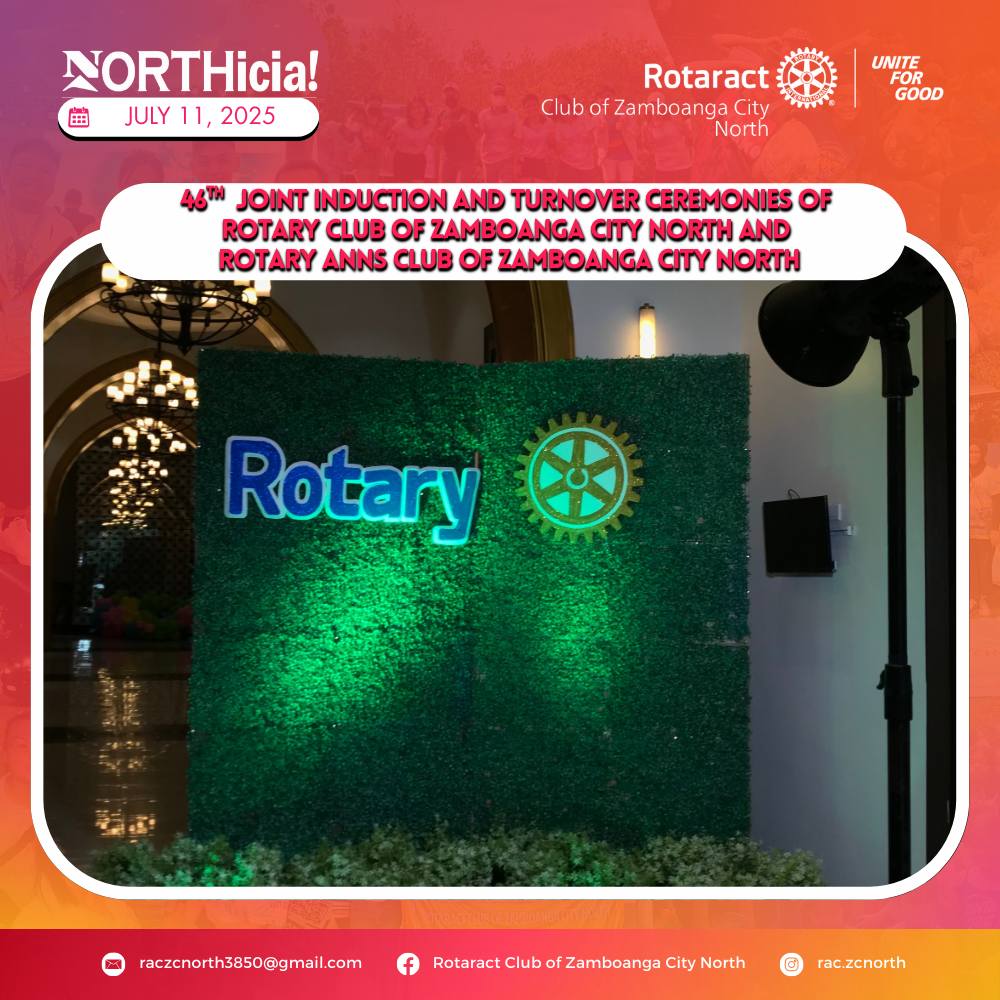 NORTHicia!
JULY 11, 2025
Rotaract
Club of Zamboanga City
North
UNITE
FOR
GOOD
46TH JOINT INDUCTION AND TURNOVER CEREMONIES OF
ROTARY CLUB OF ZAMBOANGA CITY NORTH AND
ROTARY ANNS CLUB OF ZAMBOANGA CITY NORTH
Rotary
raczcnorth3850@gmail.com
Rotaract Club of Zamboanga City North
rac.zcnorth